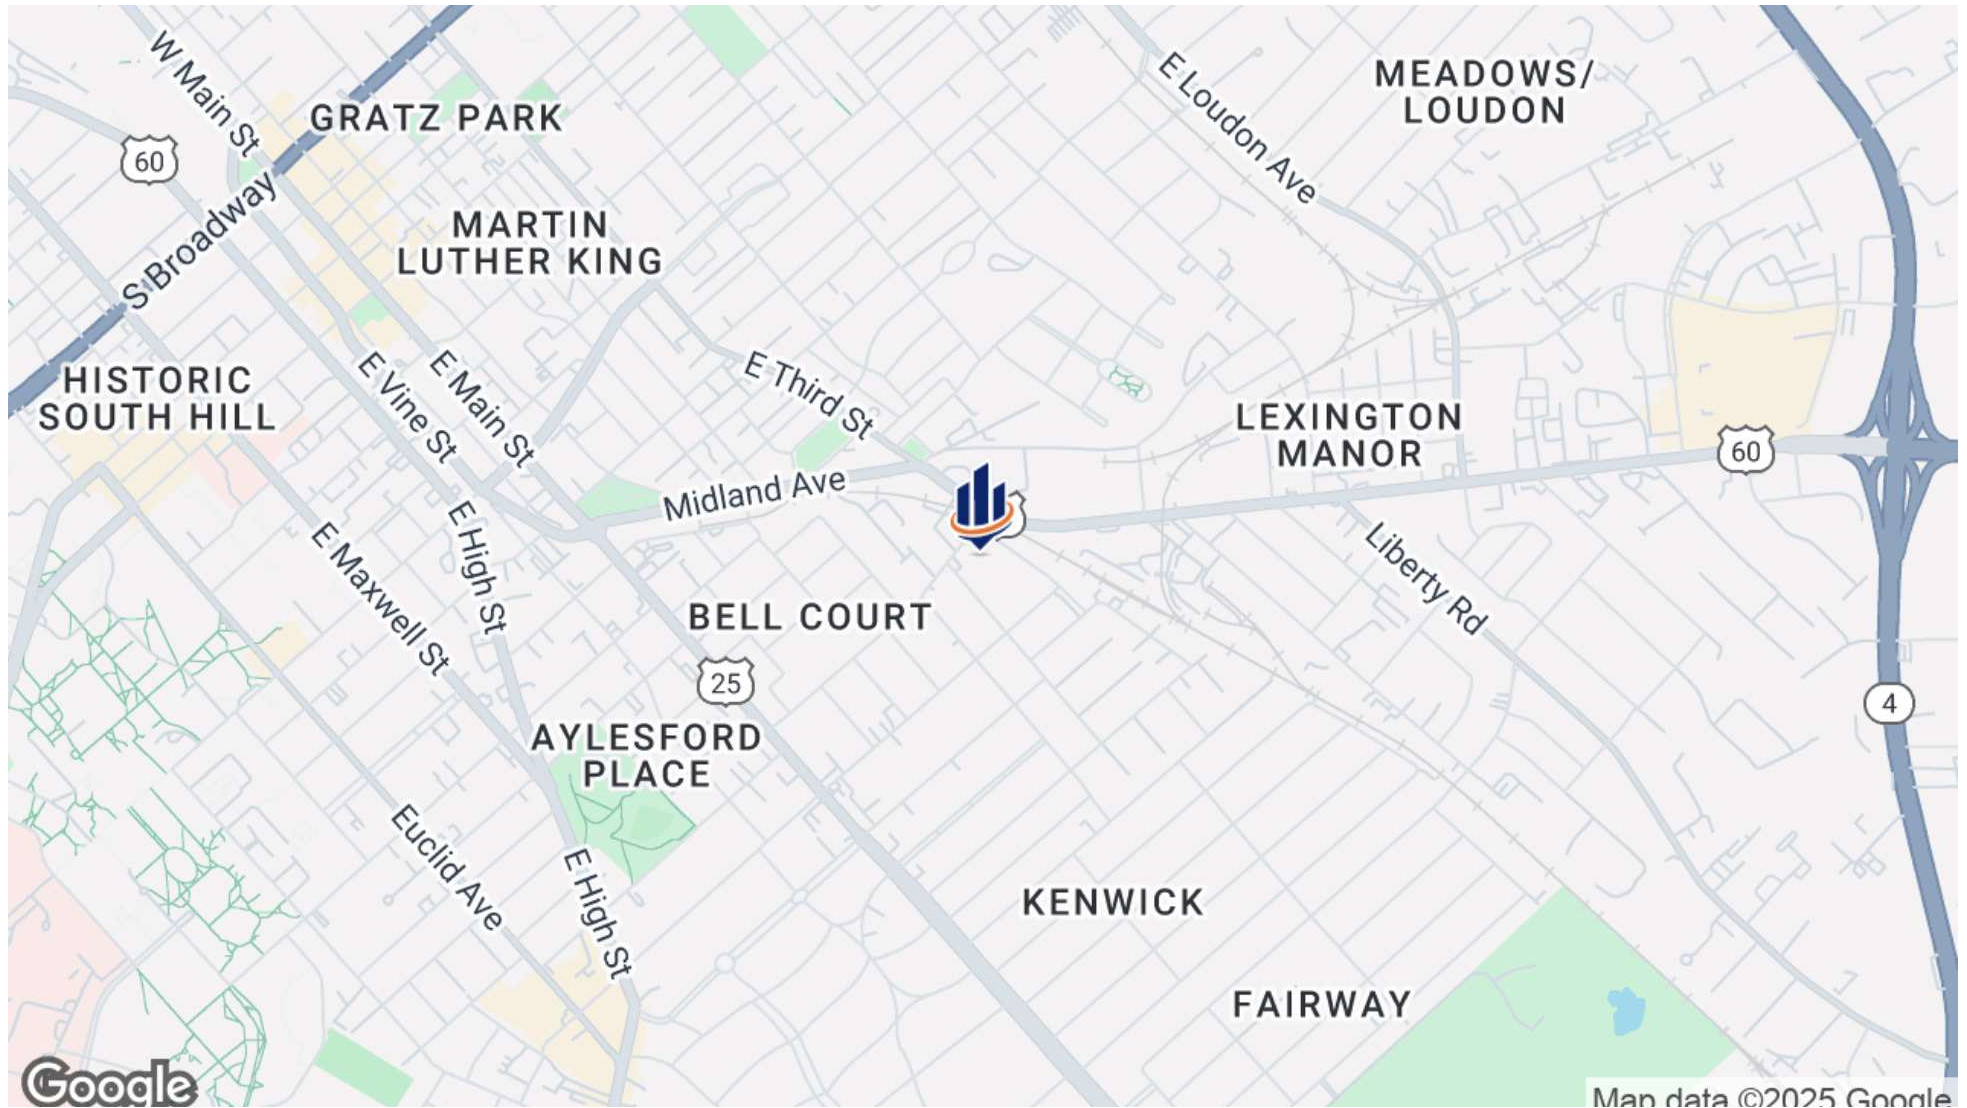 W Main St
E Loudon Ave
MEADOWS/
LOUDON
GRATZ PARK
60
S Broadway
MARTIN
LUTHER KING
HISTORIC
SOUTH HILL
E Vine St
E Main St
E Third St
LEXINGTON
MANOR
60
Midland Ave
E High St
E Maxwell St
Liberty Rd
BELL COURT
25
4
AYLESFORD
PLACE
Euclid Ave
E High St
KENWICK
FAIRWAY
Google
Map data ©2025 Google